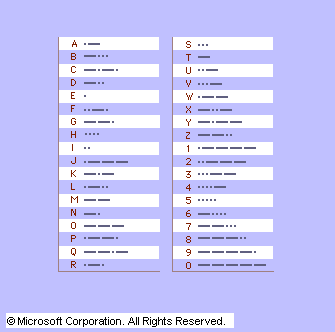 A
B
C
D
E
F
G
H
I
J
K
L
M
N
O
P
Q
R
S
T
U
V
W
X
Y
Z
1
2
3
4
5
6
7
8
9
0
© Microsoft Corporation. All Rights Reserved.